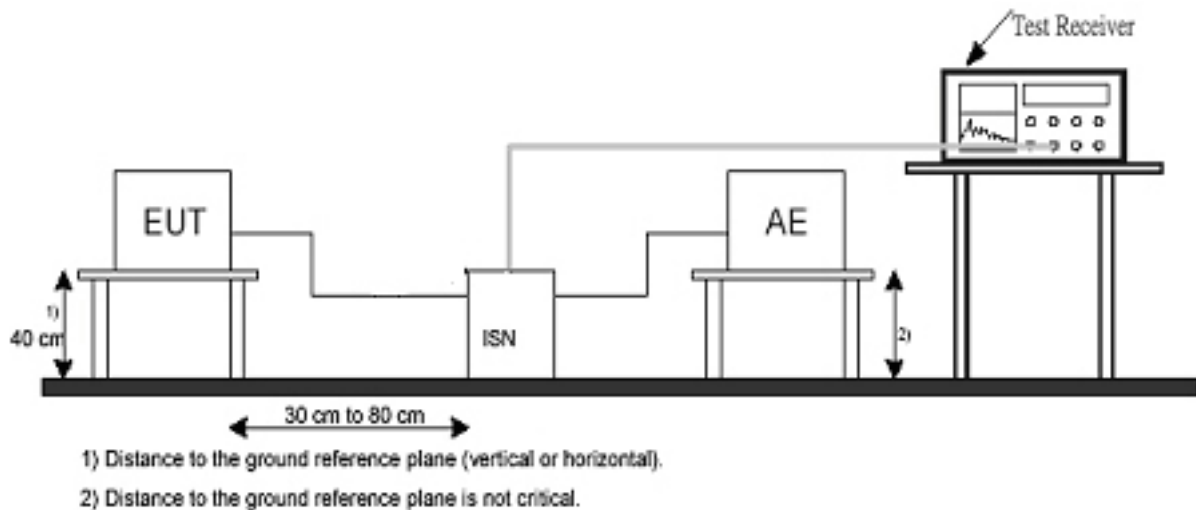 Test Receiver
EUT
AE
1)
40 cm
ISN
2)
30 cm to 80 cm
1) Distance to the ground reference plane (vertical or horizontal).
2) Distance to the ground reference plane is not critical.